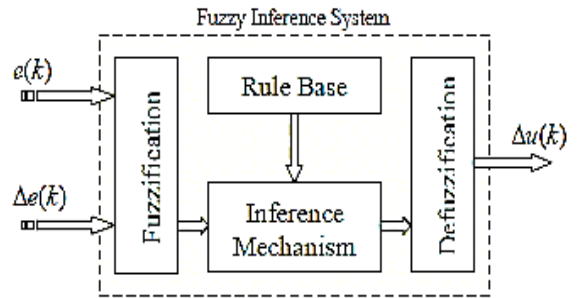 Fuzzy Inference System
e(k)
Δe(k)
Fuzzification
Rule Base
Inference
Mechanism
Defuzzification
Δu(k)